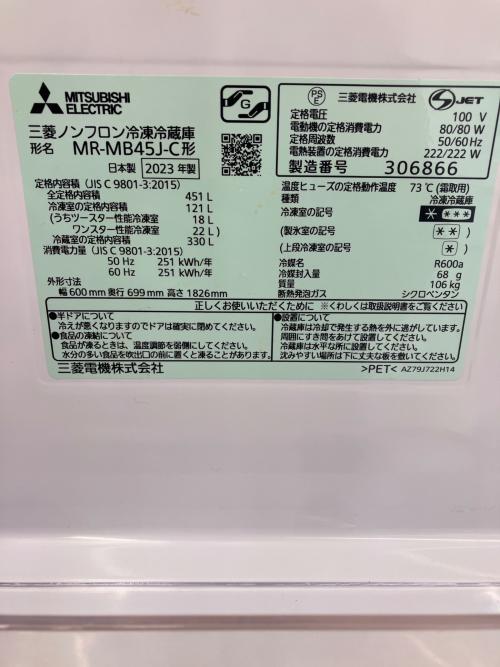 MITSUBISHI
ELECTRIC
G
三菱ノンフロン冷凍冷蔵庫
形名 MR-MB45J-C形
日本製 2023年製
定格内容積(JIS C 9801-3:2015)
全定格内容積 451 L
冷凍室の定格内容積 121 L
(うち2スター性能冷凍室 18 L
ワンスター性能冷凍室 22 L)
冷蔵室の定格内容積 330 L
消費電力量(JIS C 9801-3:2015)
50 Hz 251 kWh/年
60 Hz 251 kWh/年
外形寸法
幅 600mm 奥行 699mm 高さ 1826mm
PS
E
三菱電機株式会社 JET
定格電圧 100 V
電動機の定格消費電力 80/80 W
定格周波数 50/60Hz
電熱装置の定格消費電力 222/222 W
製造番号 306866
温度ヒューズの定格動作温度 73℃(霜取用)
種類 冷凍冷蔵庫
冷凍室の記号 * ***
(製氷室の記号) **
(上段冷凍室の記号) *
冷媒名 R600a
冷媒封入量 68 g
質量 106 kg
断熱発泡ガス シクロペンタン
正しくお使いいただくために ※くわしくは取扱説明書をご覧ください
●半ドアについて
冷えが悪くなりますのでドアは確実に閉めてください。
●食品の凍結について
食品が凍るときは、温度調節を弱側にしてください。
水分の多い食品を吹出口の前に置くと凍ることがあります。
●設置について
冷蔵庫は冷却で発生する熱を外に逃がしています。
周囲にすき間をあけて設置してください。
冷蔵庫は水平な所に設置してください。
沈みやすい場所は下に丈夫な板を敷いてください。
三菱電機株式会社
>PET< AZ79J722H14